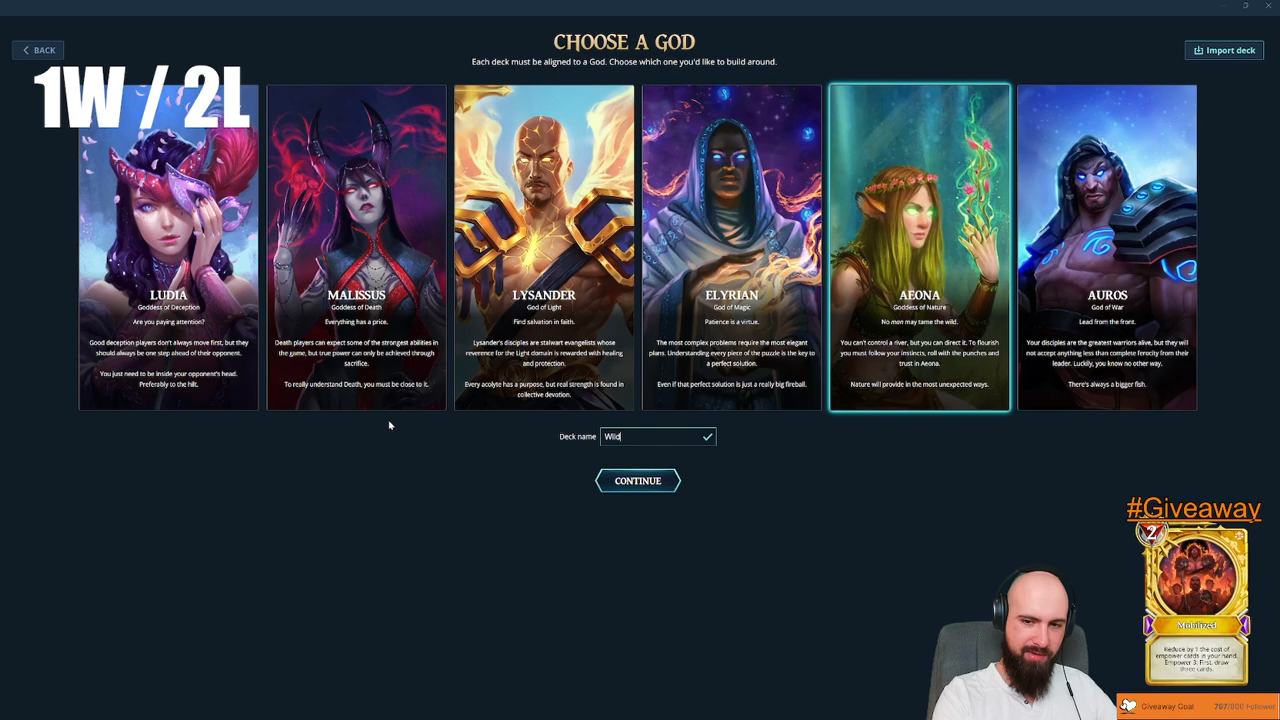 BACK
CHOOSE A GOD
Each deck must be aligned to a God. Choose which one you'd like to build around.
Import deck
1W / 2L
LUDIA
Goddess of Deception
Are you paying attention?
Good deception players don't always move first, but they
should always be one step ahead of their opponent.
You just need to be inside your opponent's head.
Preferably to the hilt.
MALISSUS
Goddess of Death
Everything has a price.
Death players can expect some of the strongest abilities in
the game, but true power can only be achieved through
sacrifice.
To really understand Death, you must be close to it.
LYSANDER
God of Light
Find salvation in faith.
Lysander's disciples are stalwart evangelists whose
reverence for the Light domain is rewarded with healing
and protection.
Every acolyte has a purpose, but real strength is found in
collective devotion.
ELYRIAN
God of Magic
Patience is a virtue.
The most complex problems require the most elegant
plans. Understanding every piece of the puzzle is the key to
a perfect solution.
Even if that perfect solution is just a really big fireball.
AEONA
Goddess of Nature
No man may tame the wild.
You can't control a river, but you can direct it. To flourish
you must follow your instincts, roll with the punches and
trust in Aeona.
Nature will provide in the most unexpected ways.
AUROS
God of War
Lead from the front.
Your disciples are the greatest warriors alive, but they will
not accept anything less than complete ferocity from their
leader. Luckily, you know no other way.
There's always a bigger fish.
Deck name
Wild
CONTINUE
#Giveaway
2
Mobilized
Reduce by 1 the cost of
empower cards in your hand.
Empower 3: First, draw
three cards.
Giveaway Goal
767/800 Follower